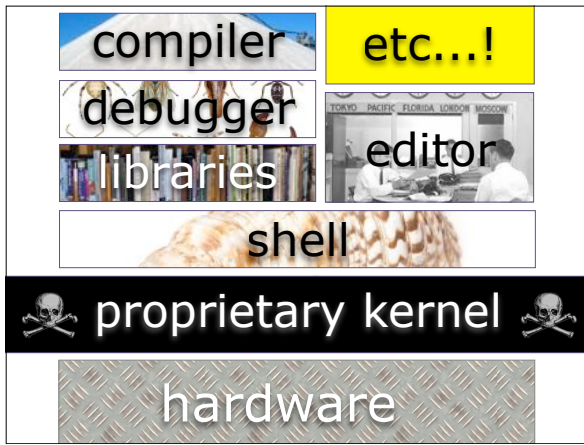 compiler
etc...!
debugger
TOKYO PACIFIC FLORIDA LONDON MOSCOW
editor
libraries
shell
proprietary kernel
hardware